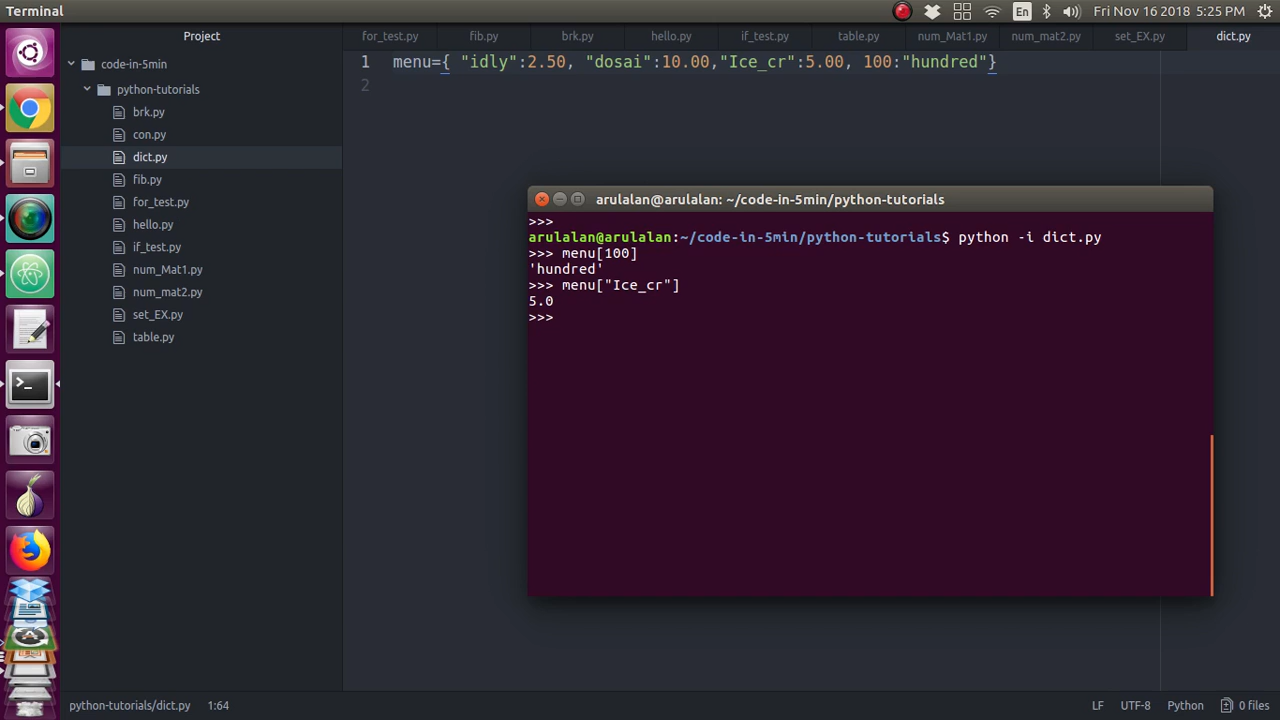 Terminal
En
Fri Nov 16 2018 5:25 PM
Project
for_test.py
fib.py
brk.py
hello.py
if_test.py
table.py
num_Mat1.py
num_mat2.py
set_EX.py
dict.py
code-in-5min
python-tutorials
brk.py
con.py
dict.py
fib.py
for_test.py
hello.py
if_test.py
num_Mat1.py
num_mat2.py
set_EX.py
table.py
1 menu={ "idly":2.50, "dosai":10.00,"Ice_cr":5.00, 100:"hundred"}
2
arulalan@arulalan: ~/code-in-5min/python-tutorials
>>>
arulalan@arulalan:~/code-in-5min/python-tutorials$ python -i dict.py
>>> menu[100]
'hundred'
>>> menu["Ice_cr"]
5.0
>>>
python-tutorials/dict.py 1:64
LF UTF-8 Python 0 files